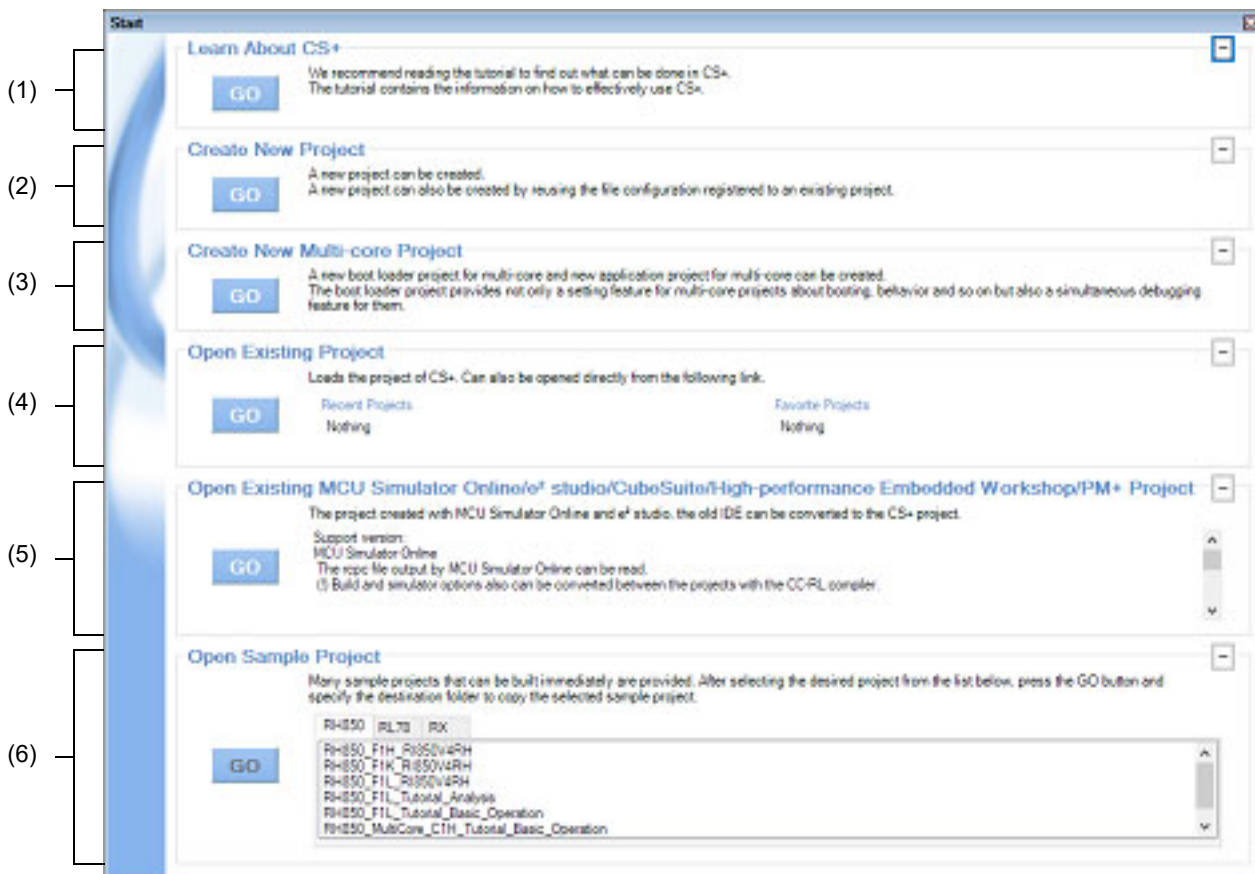 Start
(1)
Learn About CS+
GO
We recommend reading the tutorial to find out what can be done in CS+.
The tutorial contains the information on how to effectively use CS+.
(2)
Create New Project
GO
A new project can be created.
A new project can also be created by reusing the file configuration registered to an existing project.
(3)
Create New Multi-core Project
GO
A new boot loader project for multi-core and new application project for multi-core can be created.
The boot loader project provides not only a setting feature for multi-core projects about booting, behavior and so on but also a simultaneous debugging
feature for them.
(4)
Open Existing Project
GO
Loads the project of CS+. Can also be opened directly from the following link.
Recent Projects
Nothing
Favorite Projects
Nothing
(5)
Open Existing MCU Simulator Online/e² studio/CubeSuite/High-performance Embedded Workshop/PM+ Project
GO
The project created with MCU Simulator Online and e² studio, the old IDE can be converted to the CS+ project.
Support version:
MCU Simulator Online
The rcpc file output by MCU Simulator Online can be read.
(!) Build and simulator options also can be converted between the projects with the CC-RL compiler.
(6)
Open Sample Project
GO
Many sample projects that can be built immediately are provided. After selecting the desired project from the list below, press the GO button and
specify the destination folder to copy the selected sample project.
RH850 RL78 RX
RH850_F1H_RI850V4RH
RH850_F1K_RI850V4RH
RH850_F1L_RI850V4RH
RH850_F1L_Tutorial_Analysis
RH850_F1L_Tutorial_Basic_Operation
RH850_MultiCore_C1H_Tutorial_Basic_Operation